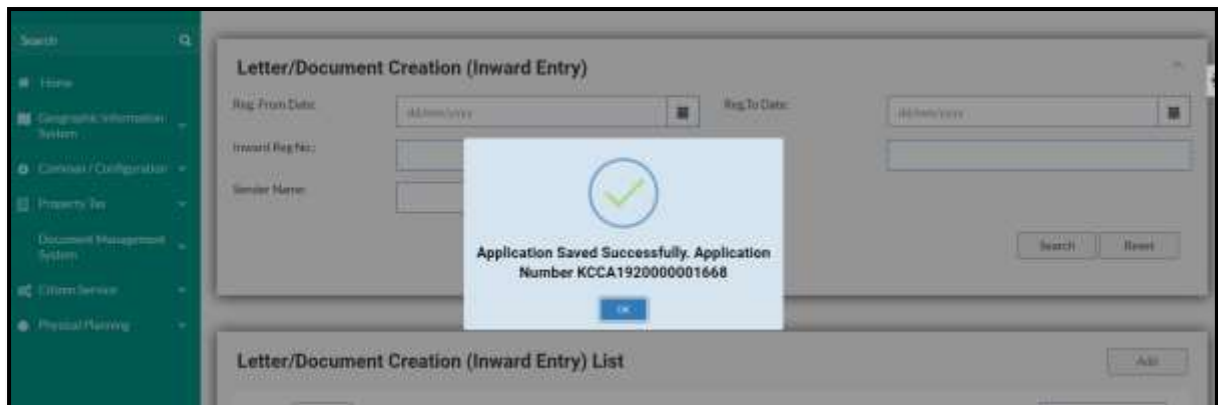 Search
Letter/Document Creation (Inward Entry)
Home
Reg. From Date:
dd/mm/yyyy
Reg.To Date:
dd/mm/yyyy
Geographic Information
System
Inward Reg No.:
Common / Configuration
Sender Name:
Property Tax
Document Management
System
Application Saved Successfully. Application
Number KCCA1920000001668
Search
Reset
Citizen Service
OK
Physical Planning
Letter/Document Creation (Inward Entry) List
Add